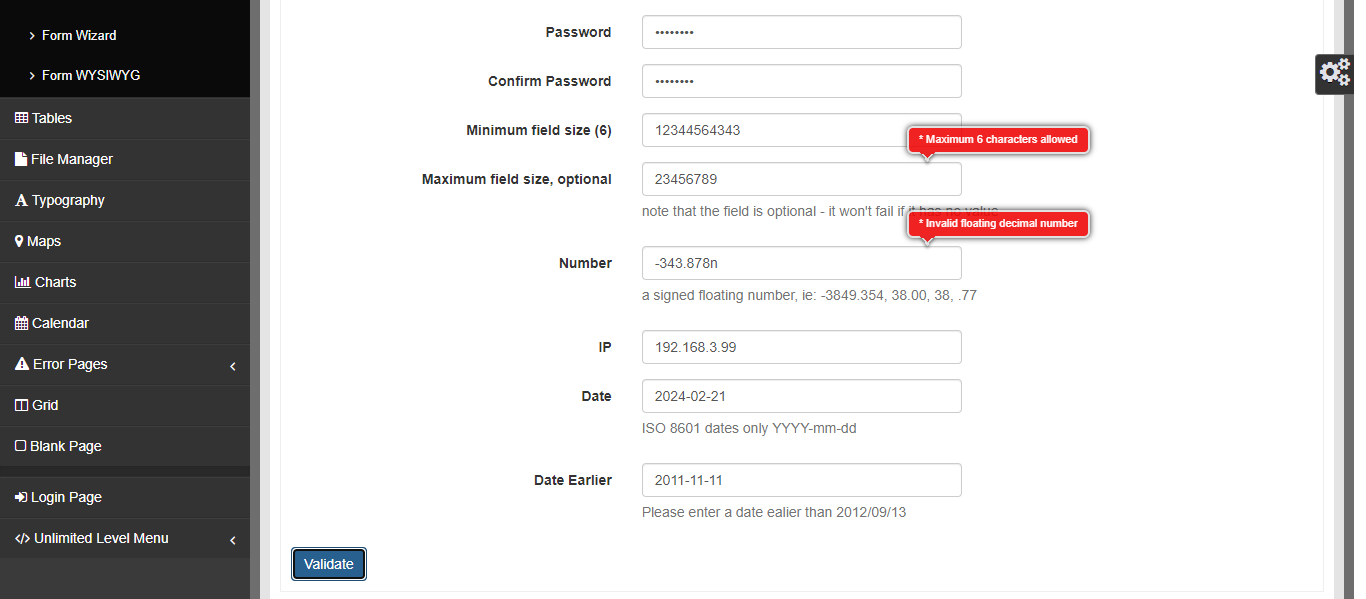 Form Wizard
Form WYSIWYG
Tables
File Manager
Typography
Maps
Charts
Calendar
Error Pages
Grid
Blank Page
Login Page
Unlimited Level Menu
Password ••••••••
Confirm Password ••••••••
Minimum field size (6) 12344564343
* Maximum 6 characters allowed
Maximum field size, optional 23456789
note that the field is optional - it won't fail if it has no value
* Invalid floating decimal number
Number -343.878n
a signed floating number, ie: -3849.354, 38.00, 38, .77
IP 192.168.3.99
Date 2024-02-21
ISO 8601 dates only YYYY-mm-dd
Date Earlier 2011-11-11
Please enter a date ealier than 2012/09/13
Validate